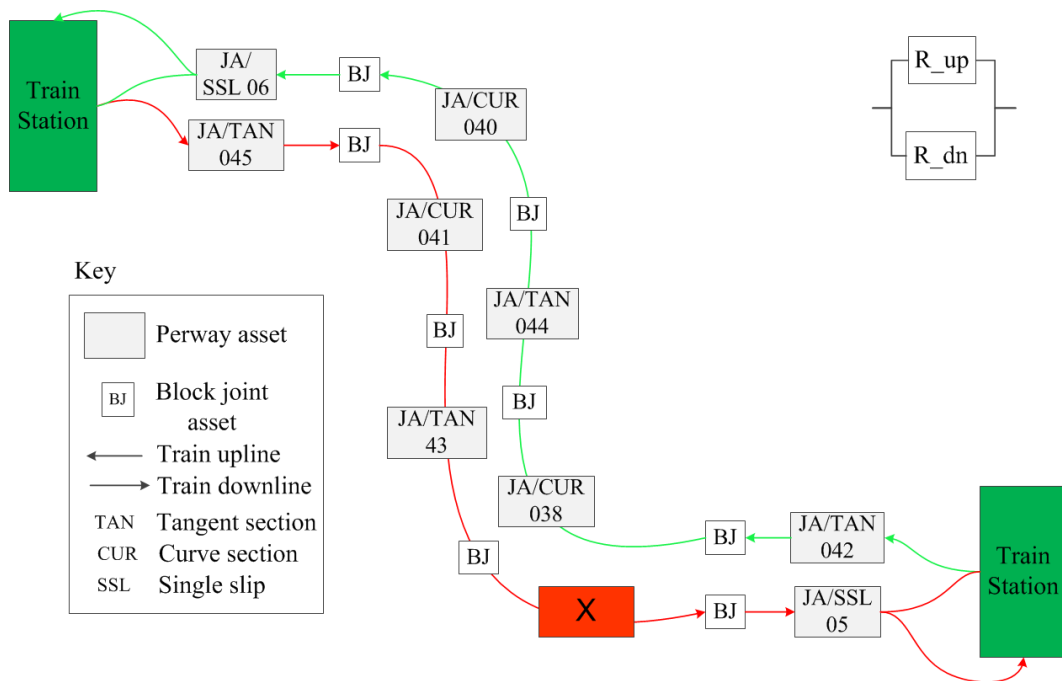 Train
Station
JA/
SSL 06
BJ
JA/CUR
040
R_up
R_dn
JA/TAN
045
BJ
JA/CUR
041
BJ
JA/TAN
044
BJ
BJ
JA/TAN
43
JA/CUR
038
BJ
BJ
JA/TAN
042
X
BJ
JA/SSL
05
Train
Station
Key
Perway asset
BJ
Block joint
asset
Train upline
Train downline
TAN
Tangent section
CUR
Curve section
SSL
Single slip